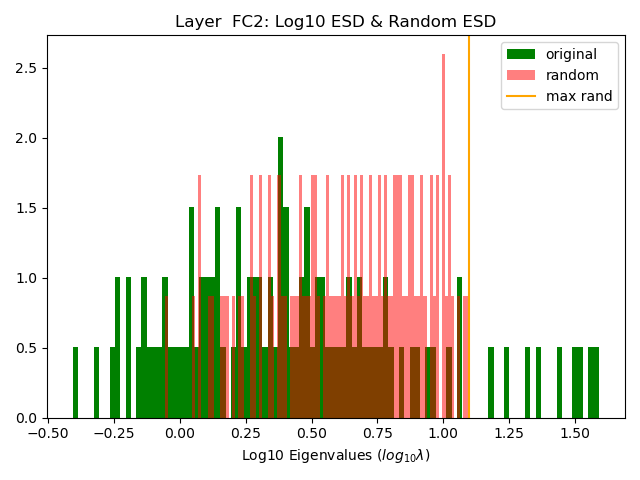 Layer  FC2: Log10 ESD & Random ESD
original
random
max rand
2.5
2.0
1.5
1.0
0.5
0.0
−0.50 −0.25 0.00 0.25 0.50 0.75 1.00 1.25 1.50
Log10 Eigenvalues (log10λ)